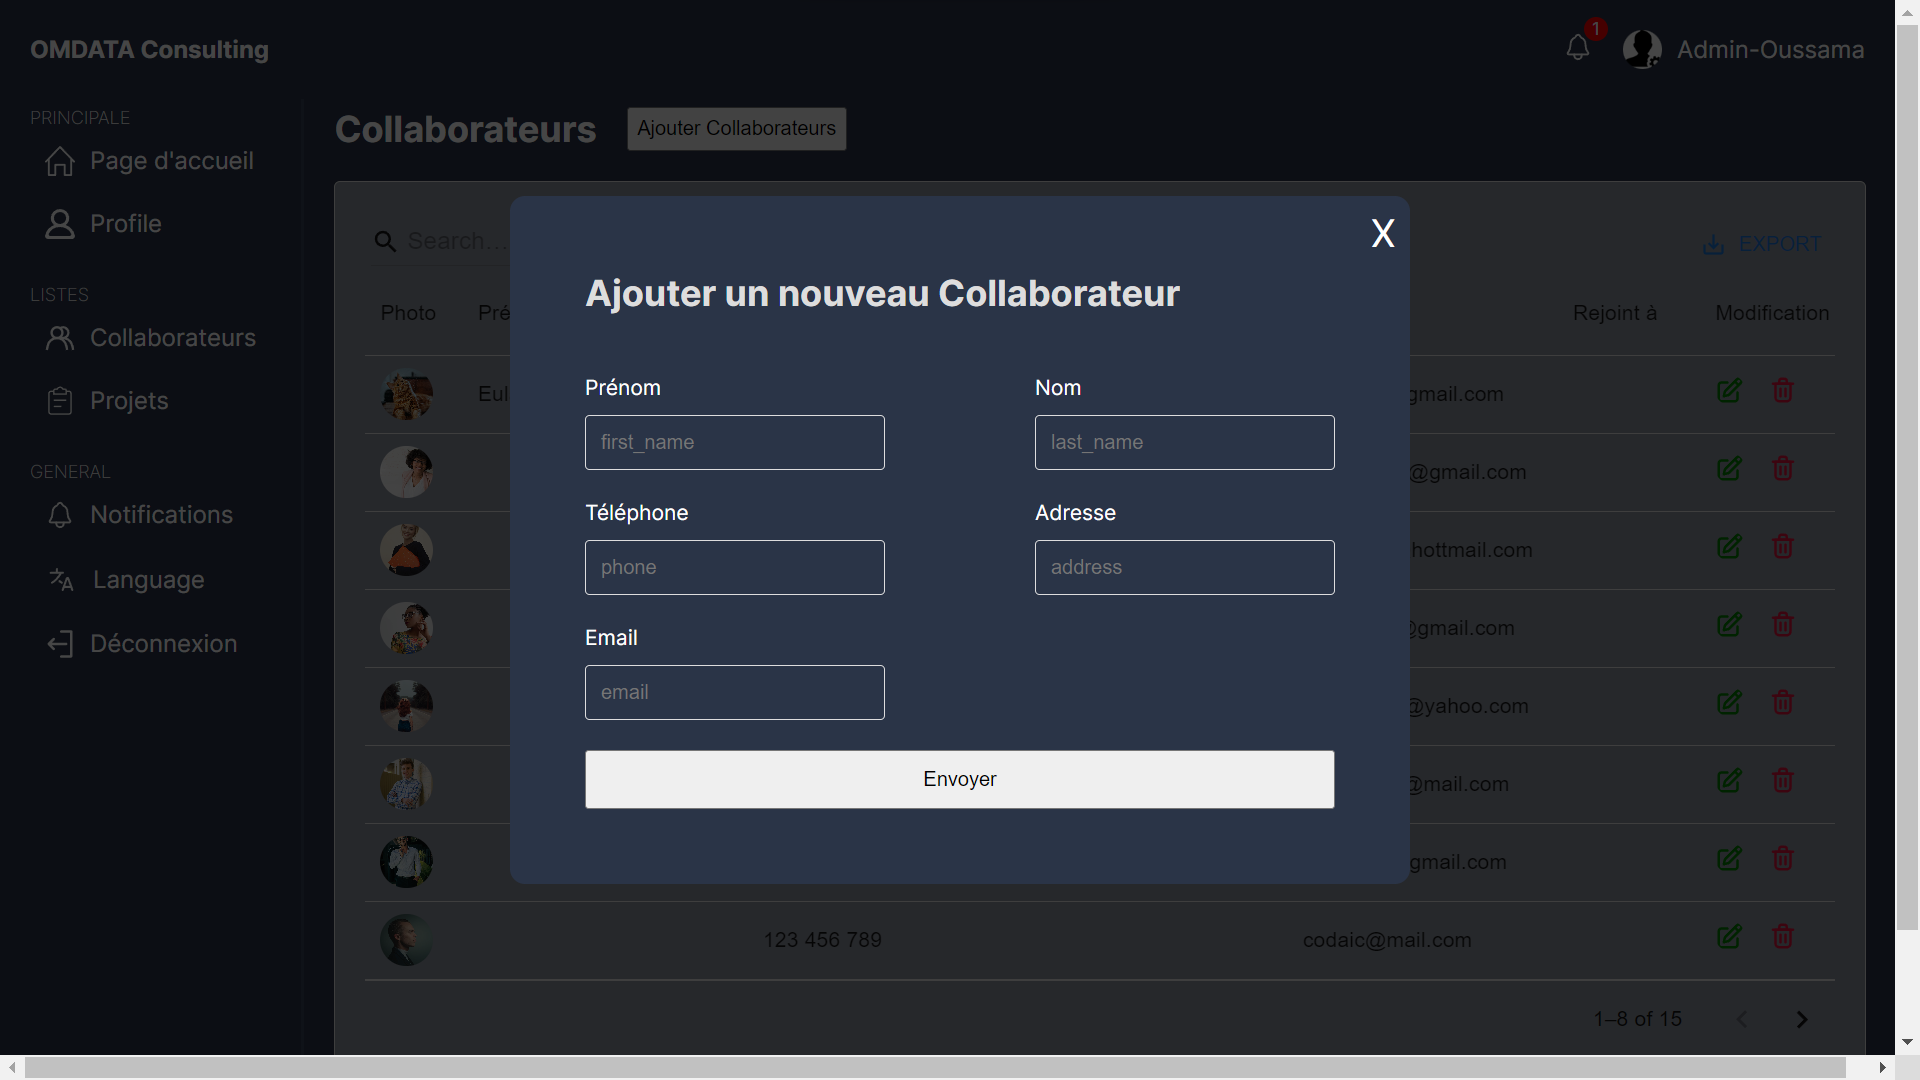 OMDATA Consulting
1
Admin-Oussama
PRINCIPALE
Page d'accueil
Profile
LISTES
Collaborateurs
Projets
GENERAL
Notifications
Language
Déconnexion
Collaborateurs
Ajouter Collaborateurs
Search…
EXPORT
Photo
Pré
Rejoint à
Modification
Eul
gmail.com
@gmail.com
hottmail.com
@gmail.com
@yahoo.com
@mail.com
gmail.com
123 456 789
codaic@mail.com
1–8 of 15
X
Ajouter un nouveau Collaborateur
Prénom
Nom
first_name
last_name
Téléphone
Adresse
phone
address
Email
email
Envoyer